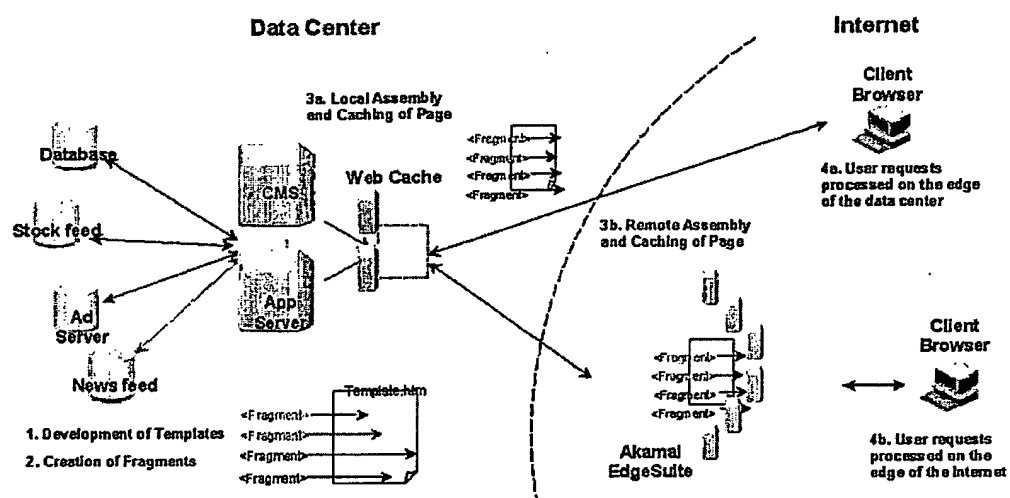 Data Center
Internet
3a. Local Assembly
and Caching of Page
<Fragment>
<Fragment>
<Fragment>
<Fragment>
Client
Browser
4a. User requests
processed on the edge
of the data center
Database
Stock feed
Ad
Server
News feed
CMS
App
Server
Web Cache
3b. Remote Assembly
and Caching of Page
<Fragment>
<Fragment>
<Fragment>
<Fragment>
Akamai
EdgeSuite
Client
Browser
4b. User requests
processed on the
edge of the Internet
Template.htm
<Fragment>
<Fragment>
<Fragment>
<Fragment>
1. Development of Templates
2. Creation of Fragments